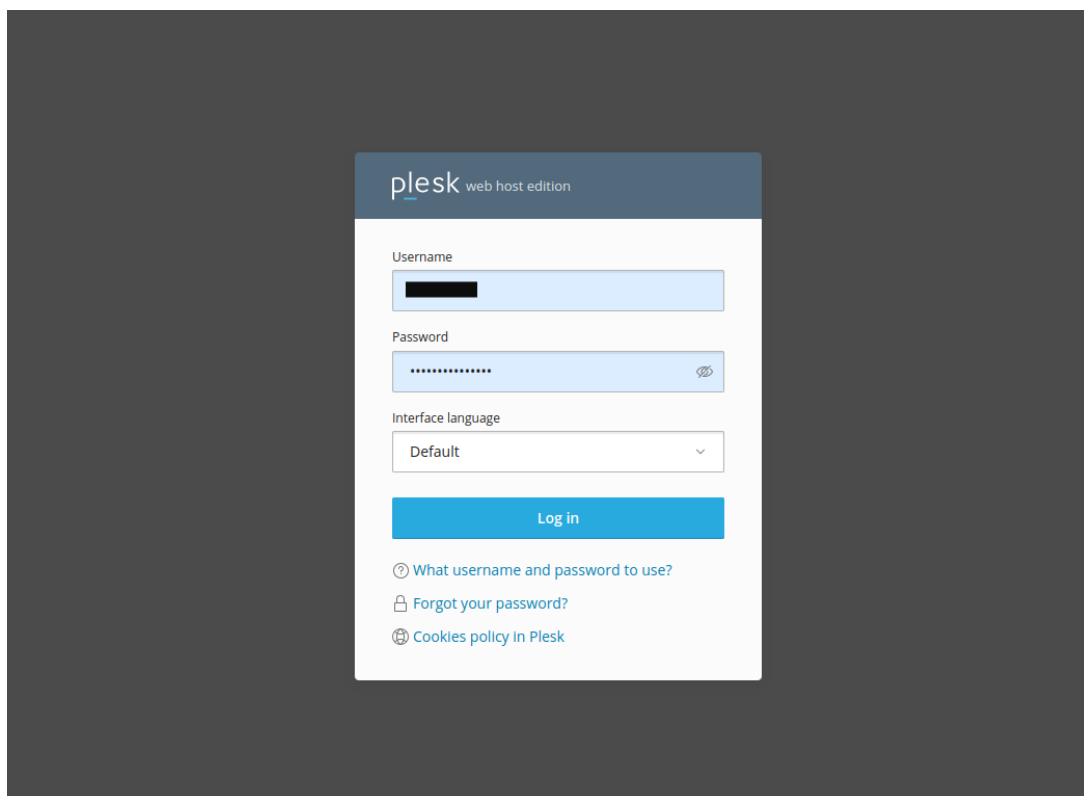 plesk web host edition
Username
Password
•••••••••••••••
Interface language
Default
Log in
What username and password to use?
Forgot your password?
Cookies policy in Plesk